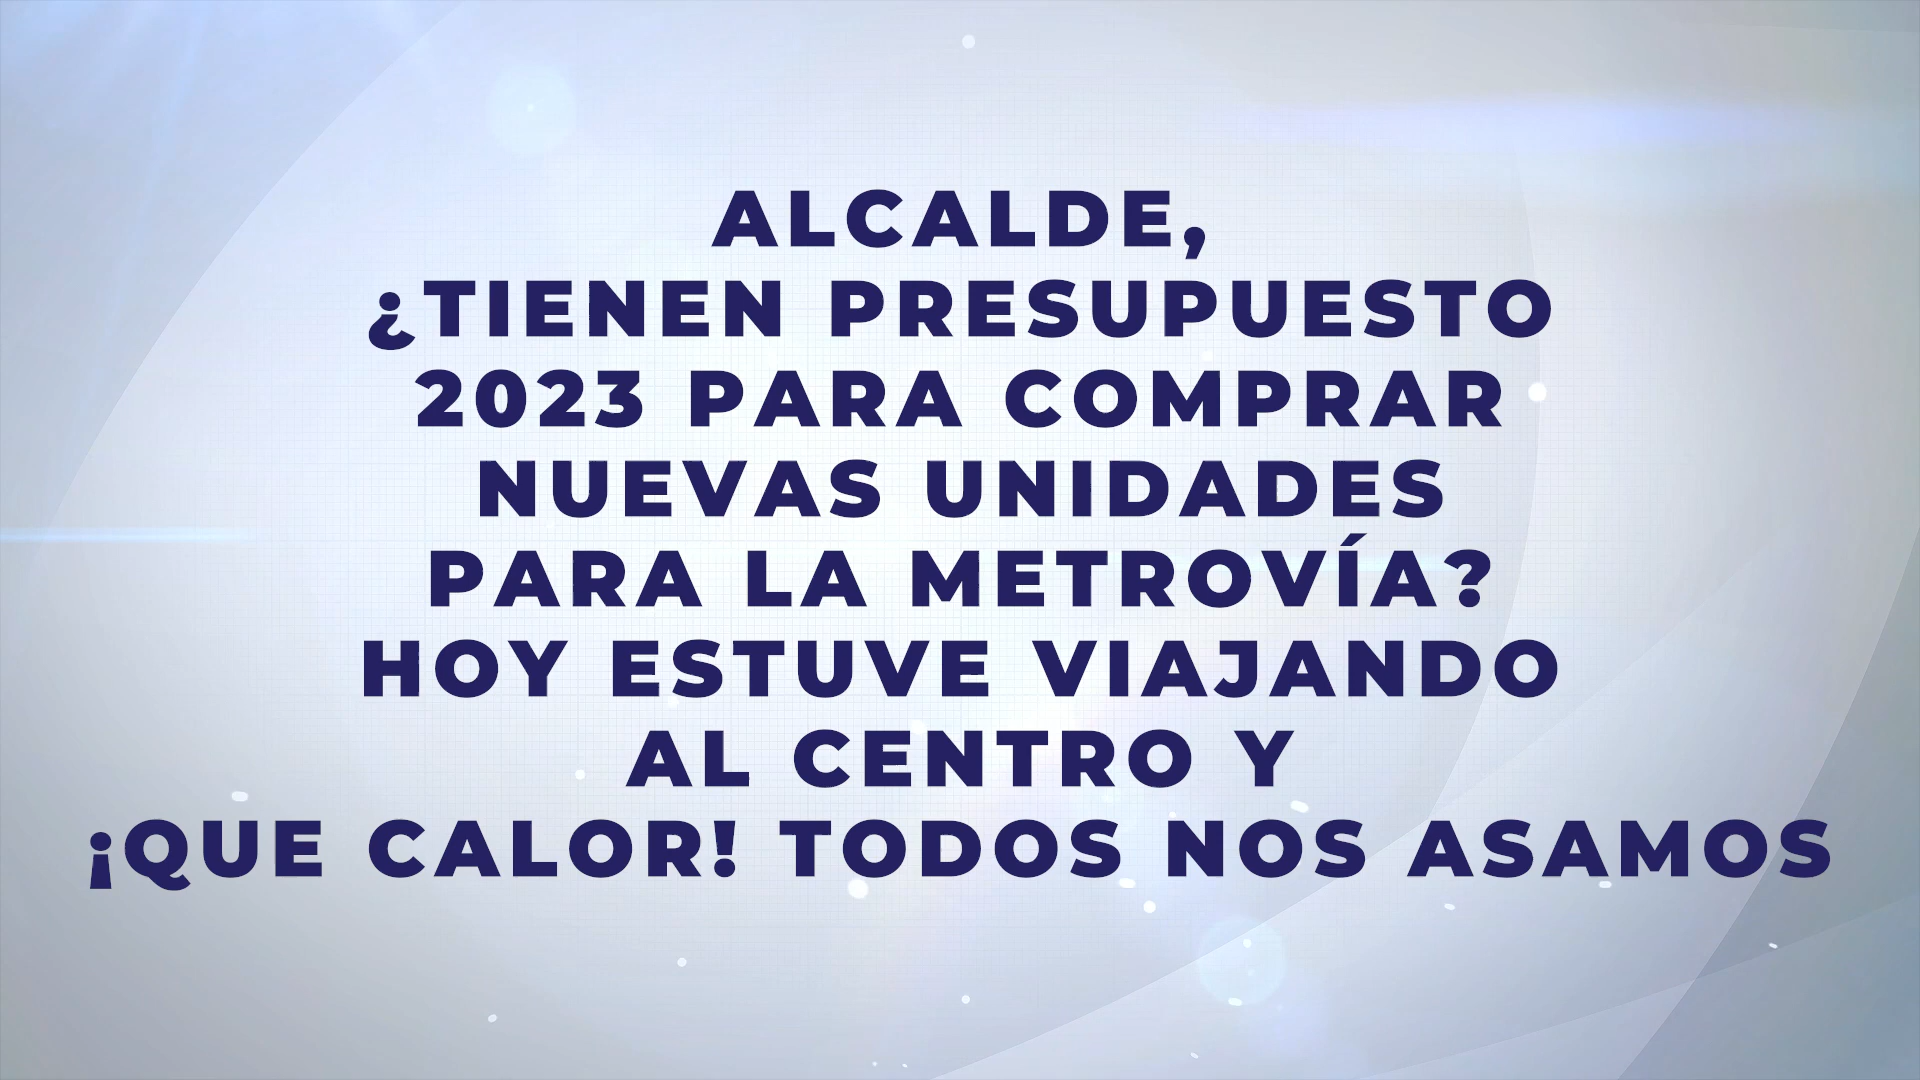 ALCALDE,
¿TIENEN PRESUPUESTO
2023 PARA COMPRAR
NUEVAS UNIDADES
PARA LA METROVÍA?
HOY ESTUVE VIAJANDO
AL CENTRO Y
¡QUE CALOR! TODOS NOS ASAMOS